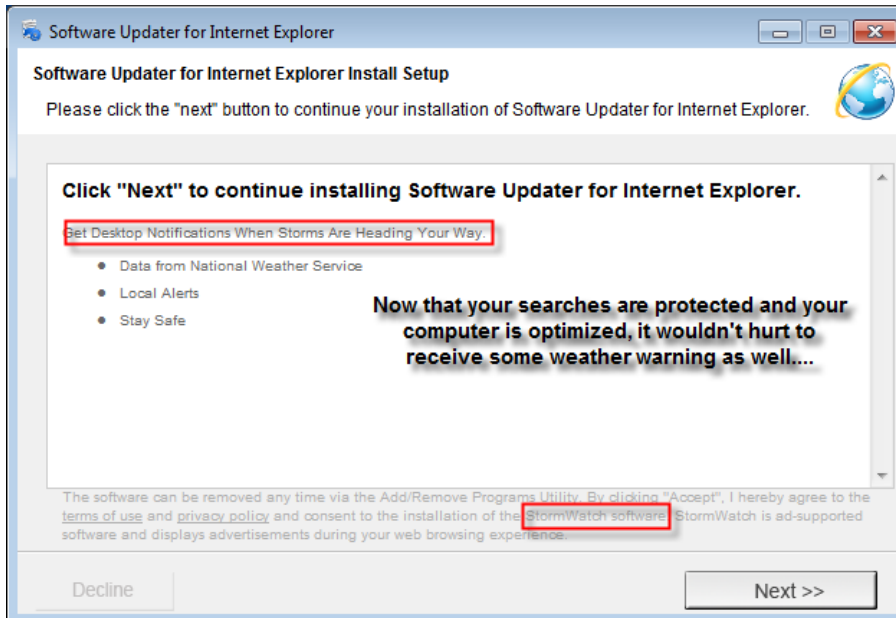 Software Updater for Internet Explorer
Software Updater for Internet Explorer Install Setup
Please click the "next" button to continue your installation of Software Updater for Internet Explorer.
Click "Next" to continue installing Software Updater for Internet Explorer.
Get Desktop Notifications When Storms Are Heading Your Way.
• Data from National Weather Service
• Local Alerts
• Stay Safe
Now that your searches are protected and your
computer is optimized, it wouldn't hurt to
receive some weather warning as well....
The software can be removed any time via the Add/Remove Programs Utility. By clicking "Accept", I hereby agree to the
terms of use and privacy policy and consent to the installation of the StormWatch software. StormWatch is ad-supported
software and displays advertisements during your web browsing experience.
Decline
Next >>